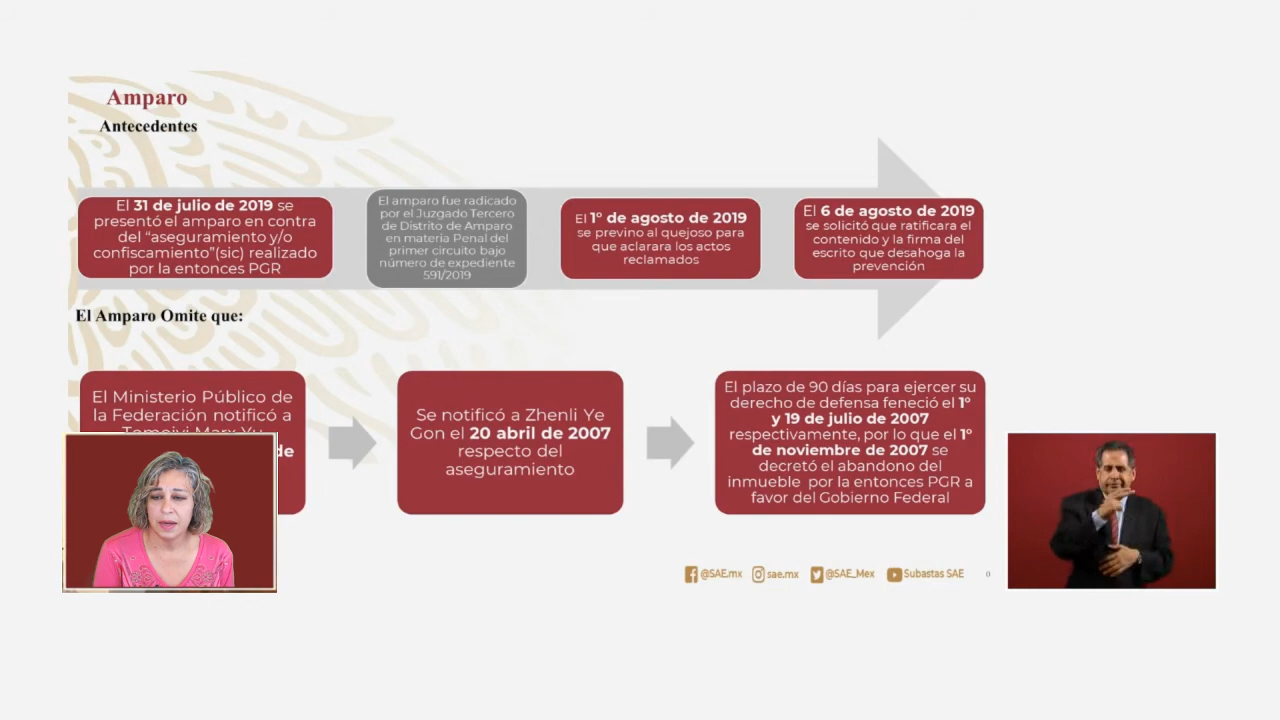 Amparo
Antecedentes
El 31 de julio de 2019 se
presentó el amparo en contra
del “aseguramiento y/o
confiscamiento”(sic) realizado
por la entonces PGR
El amparo fue radicado
por el Juzgado Tercero
de Distrito de Amparo
en materia Penal del
primer circuito bajo
número de expediente
591/2019
El 1º de agosto de 2019
se previno al quejoso para
que aclarara los actos
reclamados
El 6 de agosto de 2019
se solicitó que ratificara el
contenido y la firma del
escrito que desahoga la
prevención
El Amparo Omite que:
El Ministerio Público de
la Federación notificó a
de
Se notificó a Zhenli Ye
Gon el 20 abril de 2007
respecto del
aseguramiento
El plazo de 90 días para ejercer su
derecho de defensa feneció el 1º
y 19 de julio de 2007
respectivamente, por lo que el 1º
de noviembre de 2007 se
decretó el abandono del
inmueble por la entonces PGR a
favor del Gobierno Federal
@SAE.mx sae.mx @SAE_Mex Subastas SAE 0